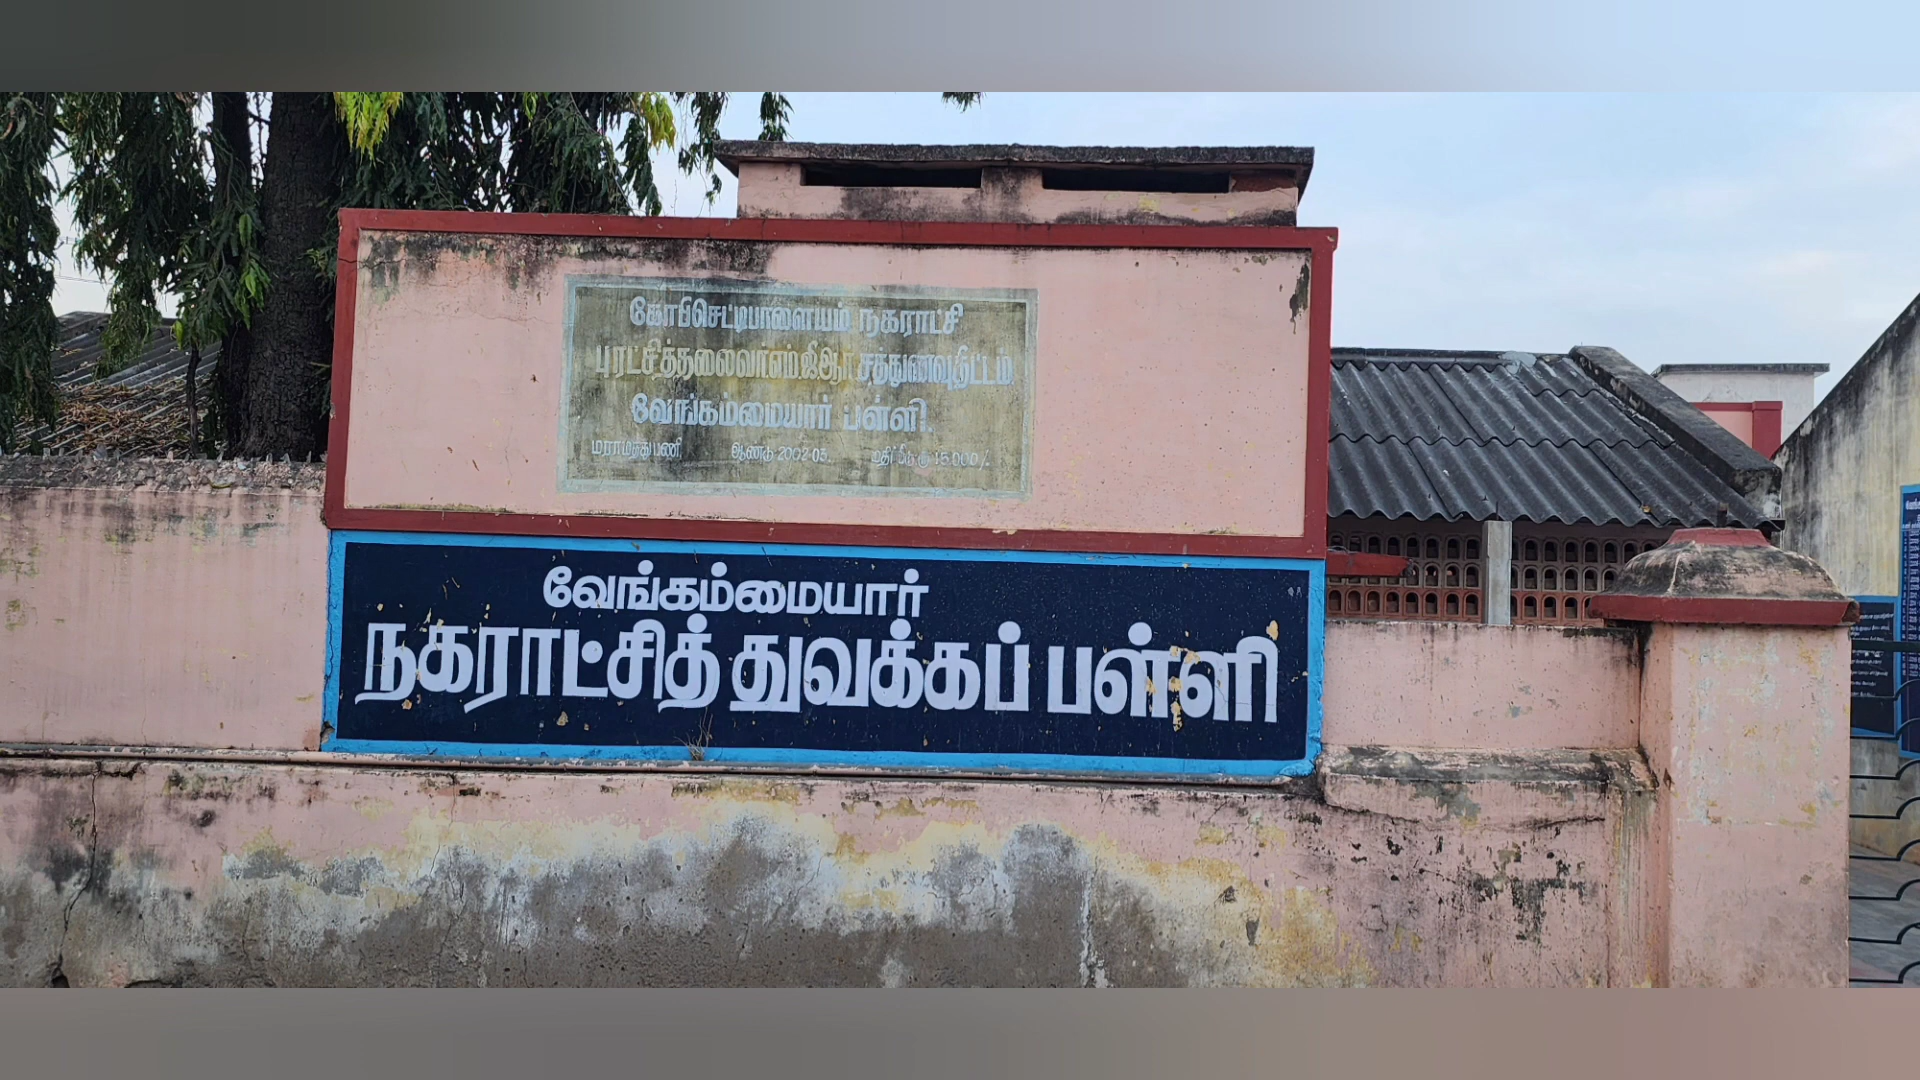 கோபிசெட்டிபாளையம் நகராட்சி
புரட்சித்தலைவர் எம்.ஜி.ஆர். சத்துணவு திட்டம்
வேங்கம்மையார் பள்ளி.
மராமத்து பணி, ஆண்டு 2002-03. மதிப்பீடு ரூ 15,000/-
வேங்கம்மையார்
நகராட்சித் துவக்கப் பள்ளி